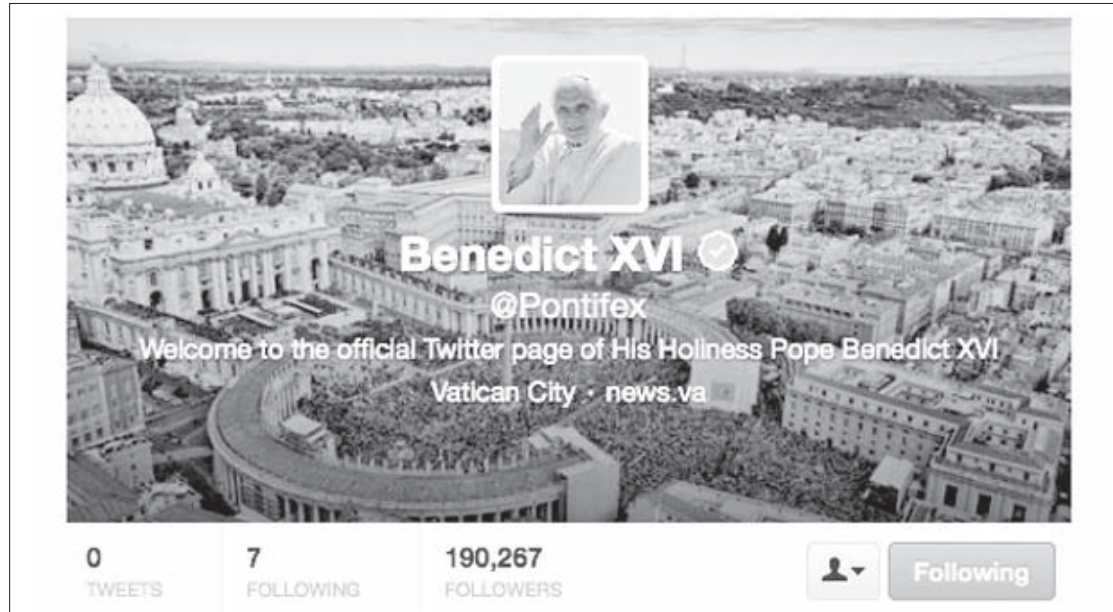 Benedict XVI
@Pontifex
Welcome to the official Twitter page of His Holiness Pope Benedict XVI
Vatican City · news.va
0 7 190,267
TWEETS FOLLOWING FOLLOWERS
Following